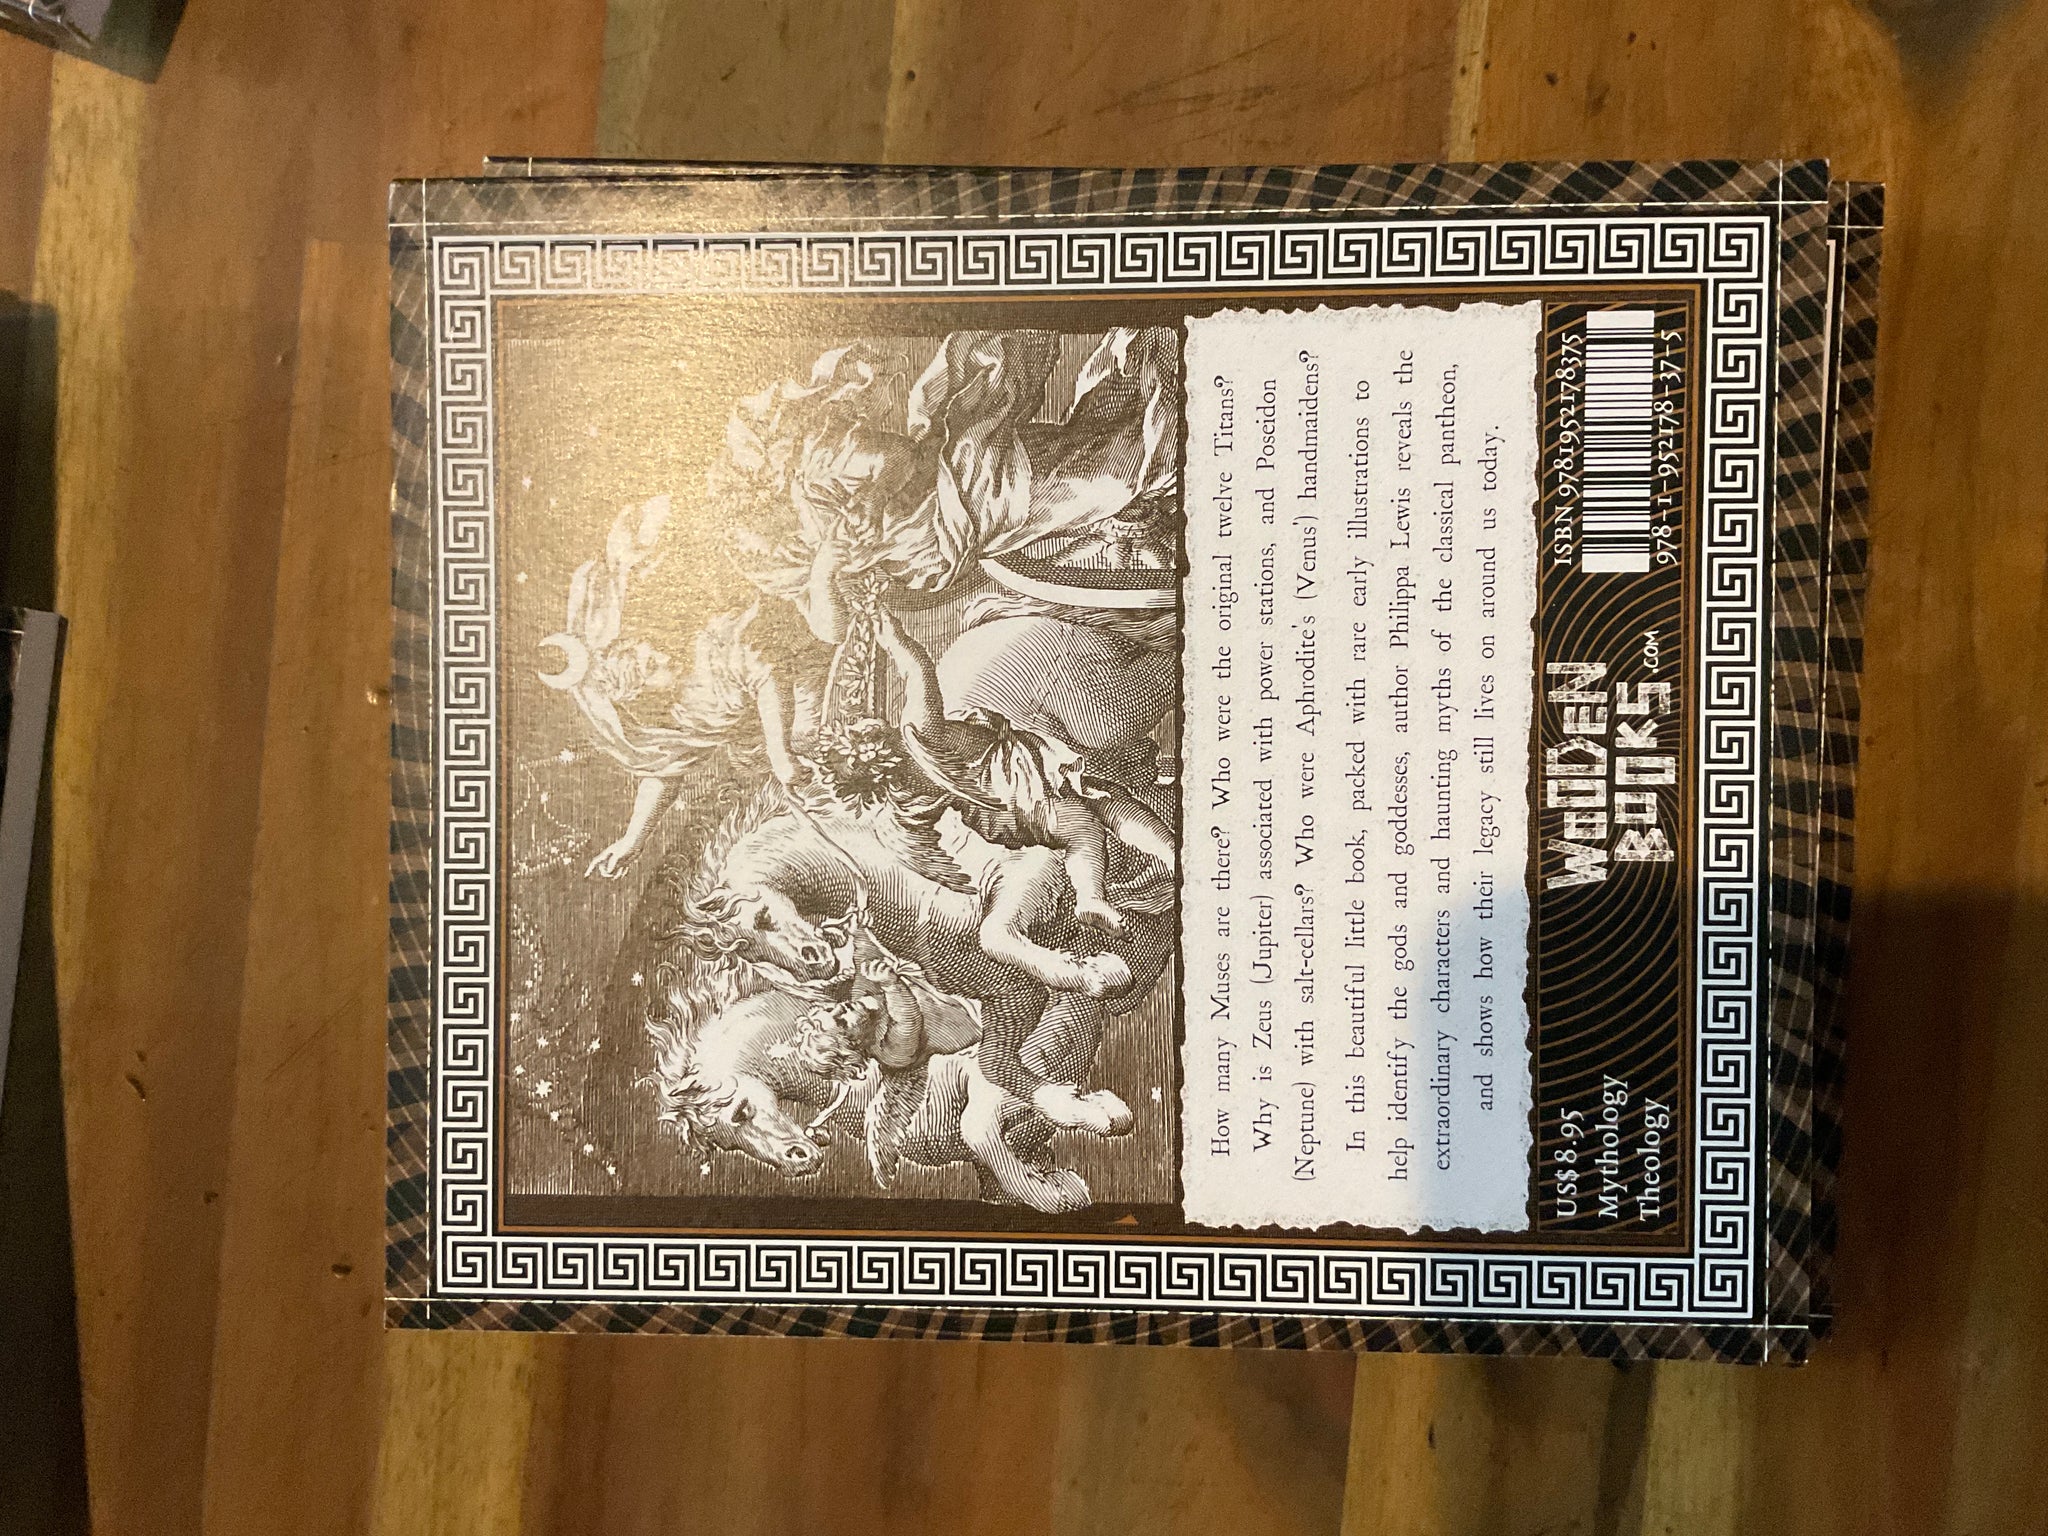 How many Muses are there? Who were the original twelve Titans?
Why is Zeus (Jupiter) associated with power stations, and Poseidon
(Neptune) with salt-cellars? Who were Aphrodite's (Venus') handmaidens?
In this beautiful little book, packed with rare early illustrations to
help identify the gods and goddesses, author Philippa Lewis reveals the
extraordinary characters and haunting myths of the classical pantheon,
and shows how their legacy still lives on around us today.
US$ 8.95
Mythology
Theology
WOODEN
BOOKS.COM
ISBN 9781952178375
978-1-952178-37-5